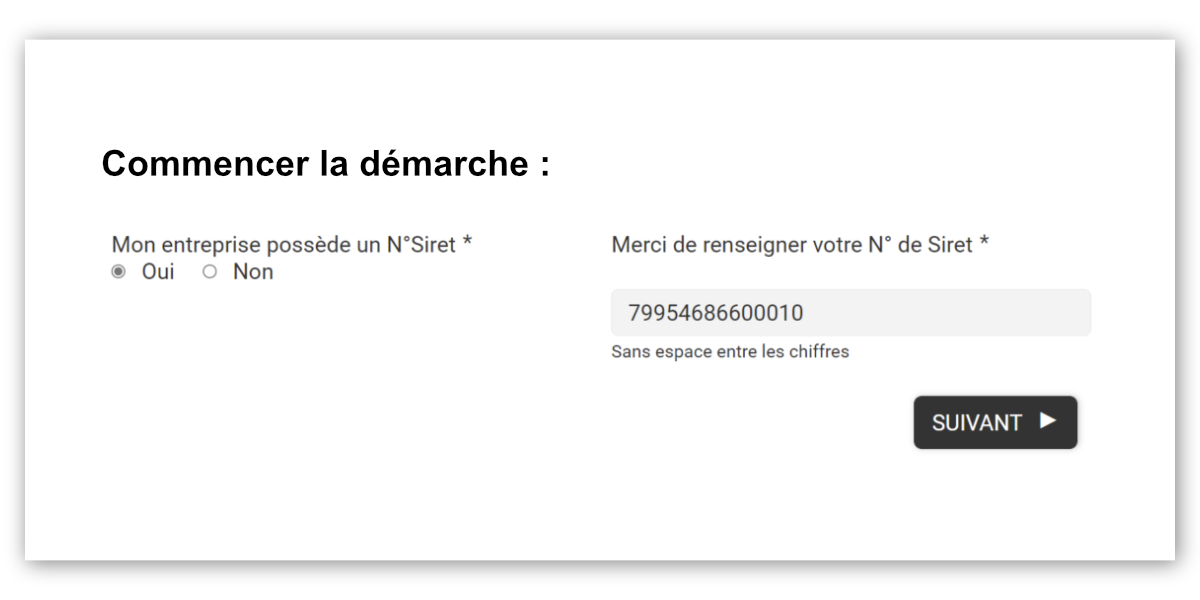 Commencer la démarche :
Mon entreprise possède un N°Siret *
Oui Non
Merci de renseigner votre N° de Siret *
79954686600010
Sans espace entre les chiffres
SUIVANT